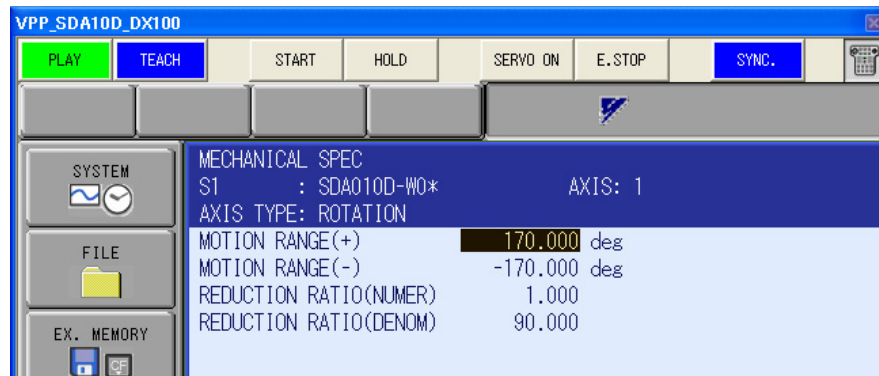 VPP_SDA10D_DX100
PLAY TEACH START HOLD SERVO ON E.STOP SYNC.
SYSTEM
MECHANICAL SPEC
S1 : SDA010D-W0* AXIS: 1
AXIS TYPE: ROTATION
FILE
MOTION RANGE(+) 170.000 deg
MOTION RANGE(-) -170.000 deg
REDUCTION RATIO(NUMER) 1.000
REDUCTION RATIO(DENOM) 90.000
EX. MEMORY
CF